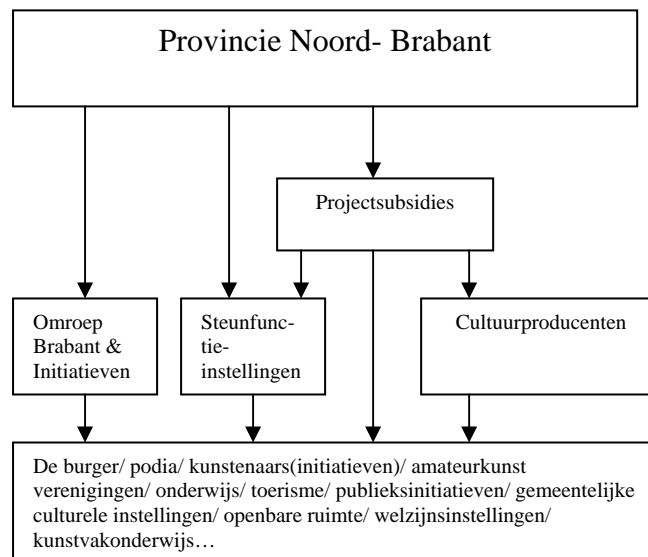 Provincie Noord- Brabant
Projectsubsidies
Omroep
Brabant &
Initiatieven
Steunfunc-
tie-
instellingen
Cultuurproducenten
De burger/ podia/ kunstenaars(initiatieven)/ amateurkunst
verenigingen/ onderwijs/ toerisme/ publieksinitiatieven/ gemeentelijke
culturele instellingen/ openbare ruimte/ welzijnsinstellingen/
kunstvakonderwijs…